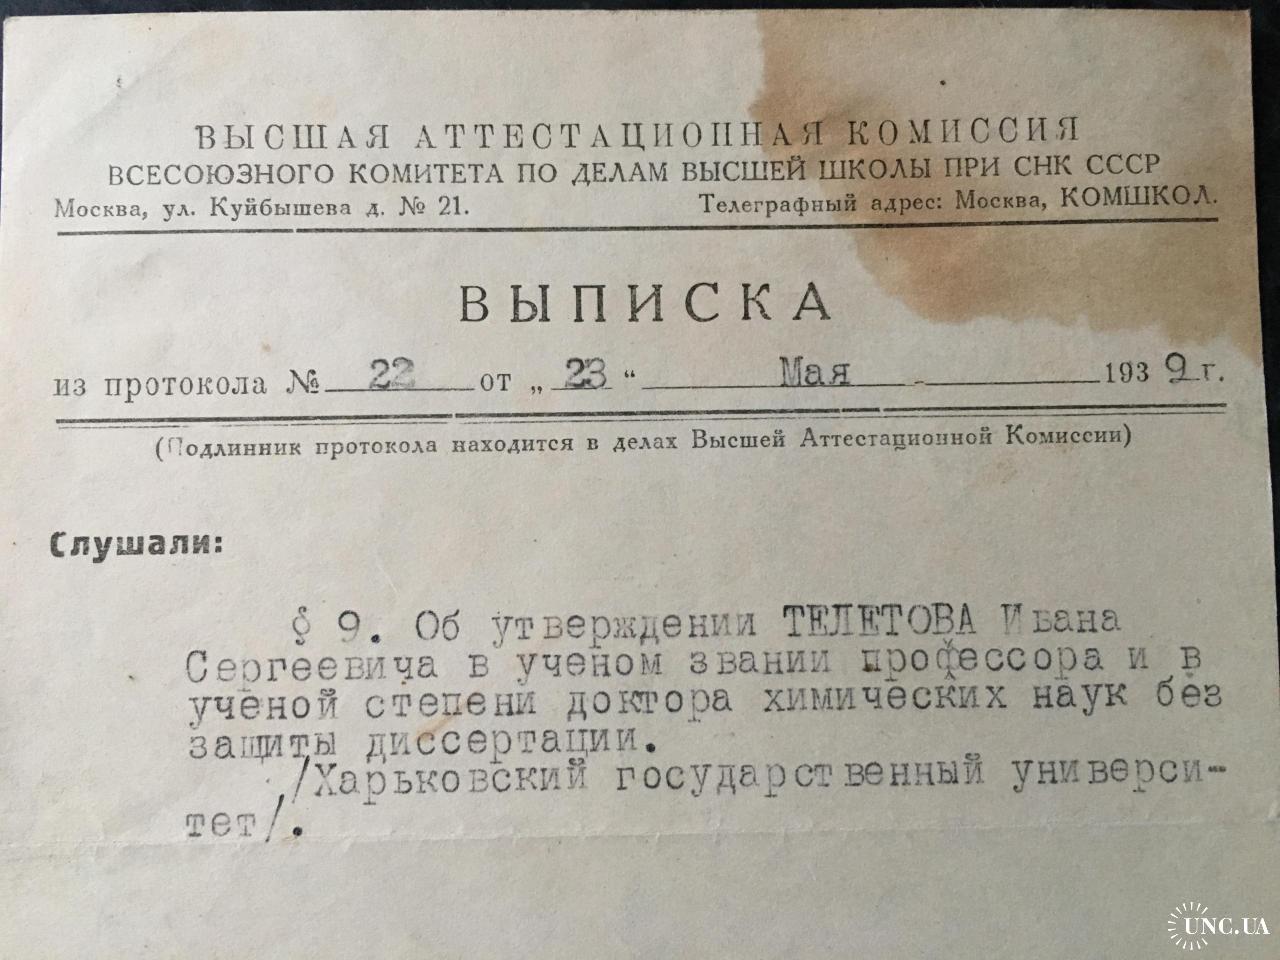 ВЫСШАЯ АТТЕСТАЦИОННАЯ КОМИССИЯ
ВСЕСОЮЗНОГО КОМИТЕТА ПО ДЕЛАМ ВЫСШЕЙ ШКОЛЫ ПРИ СНК СССР
Москва, ул. Куйбышева д. № 21. Телеграфный адрес: Москва, КОМШКОЛ.
ВЫПИСКА
из протокола № 22 от „ 23 “ Мая 1939 г.
(Подлинник протокола находится в делах Высшей Аттестационной Комиссии)
Слушали:
§ 9. Об утверждении ТЕЛЕТОВА Ивана
Сергеевича в ученом звании профессора и в
ученой степени доктора химических наук без
защиты диссертации.
/Харьковский государственный универси-
тет/.
UNC.UA